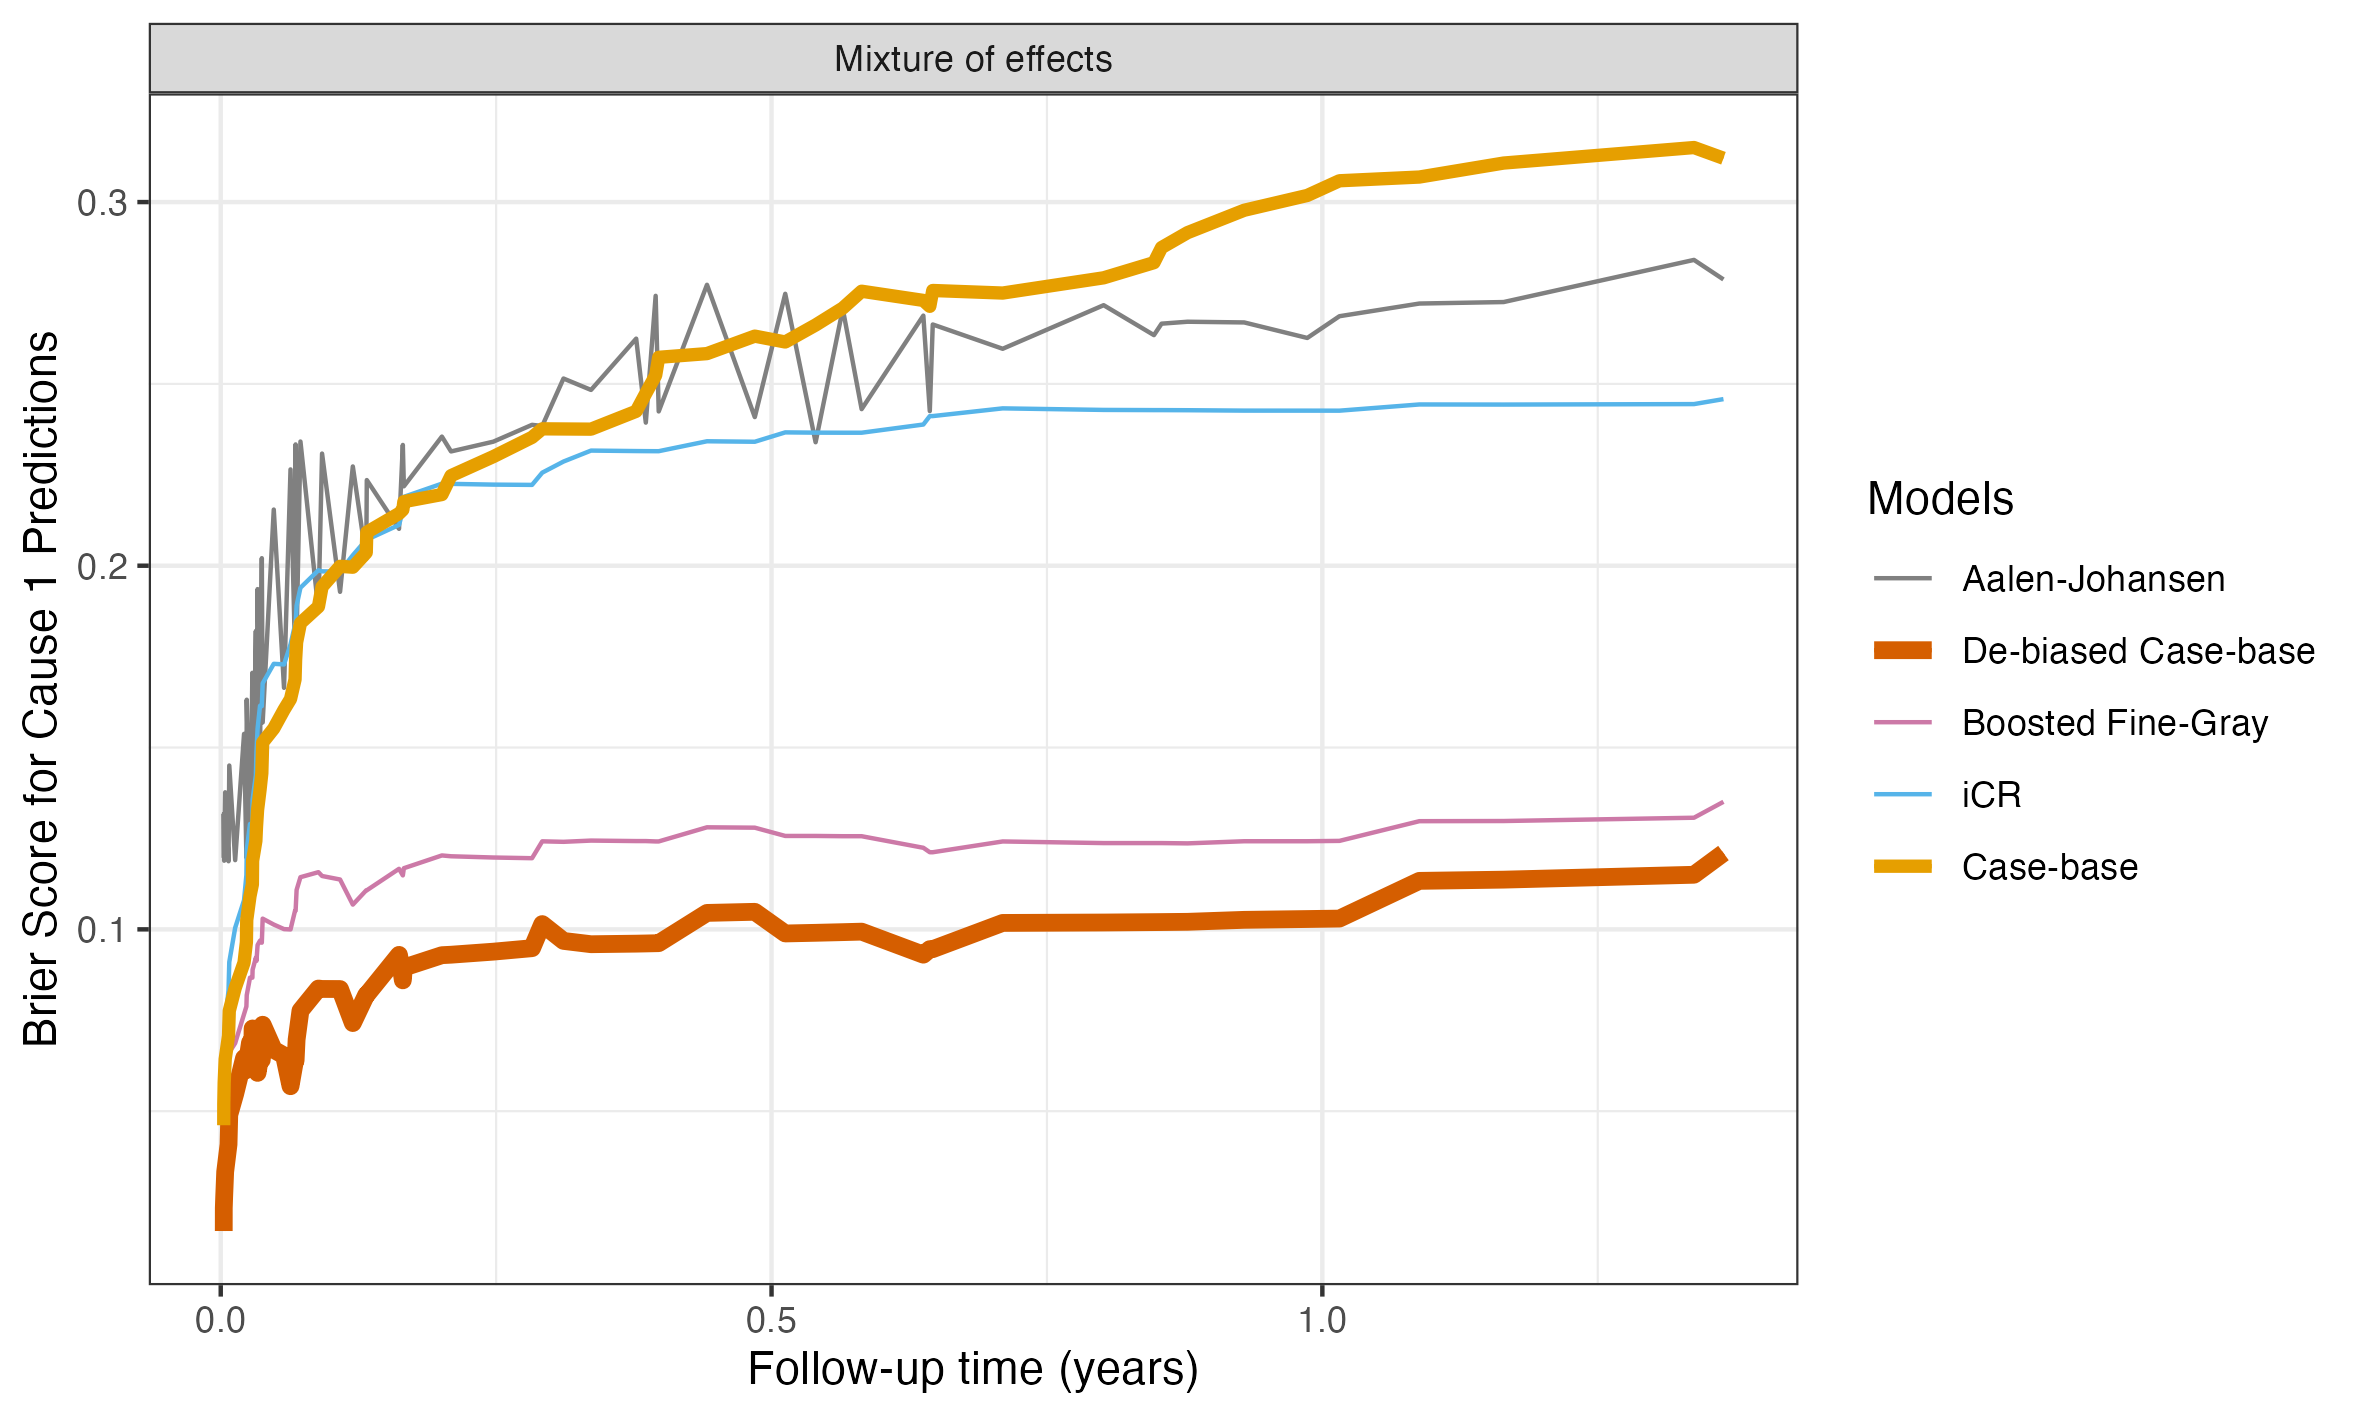 Mixture of effects
Brier Score for Cause 1 Predictions
0.3
0.2
0.1
0.0
0.5
1.0
Follow-up time (years)
Models
Aalen-Johansen
De-biased Case-base
Boosted Fine-Gray
iCR
Case-base